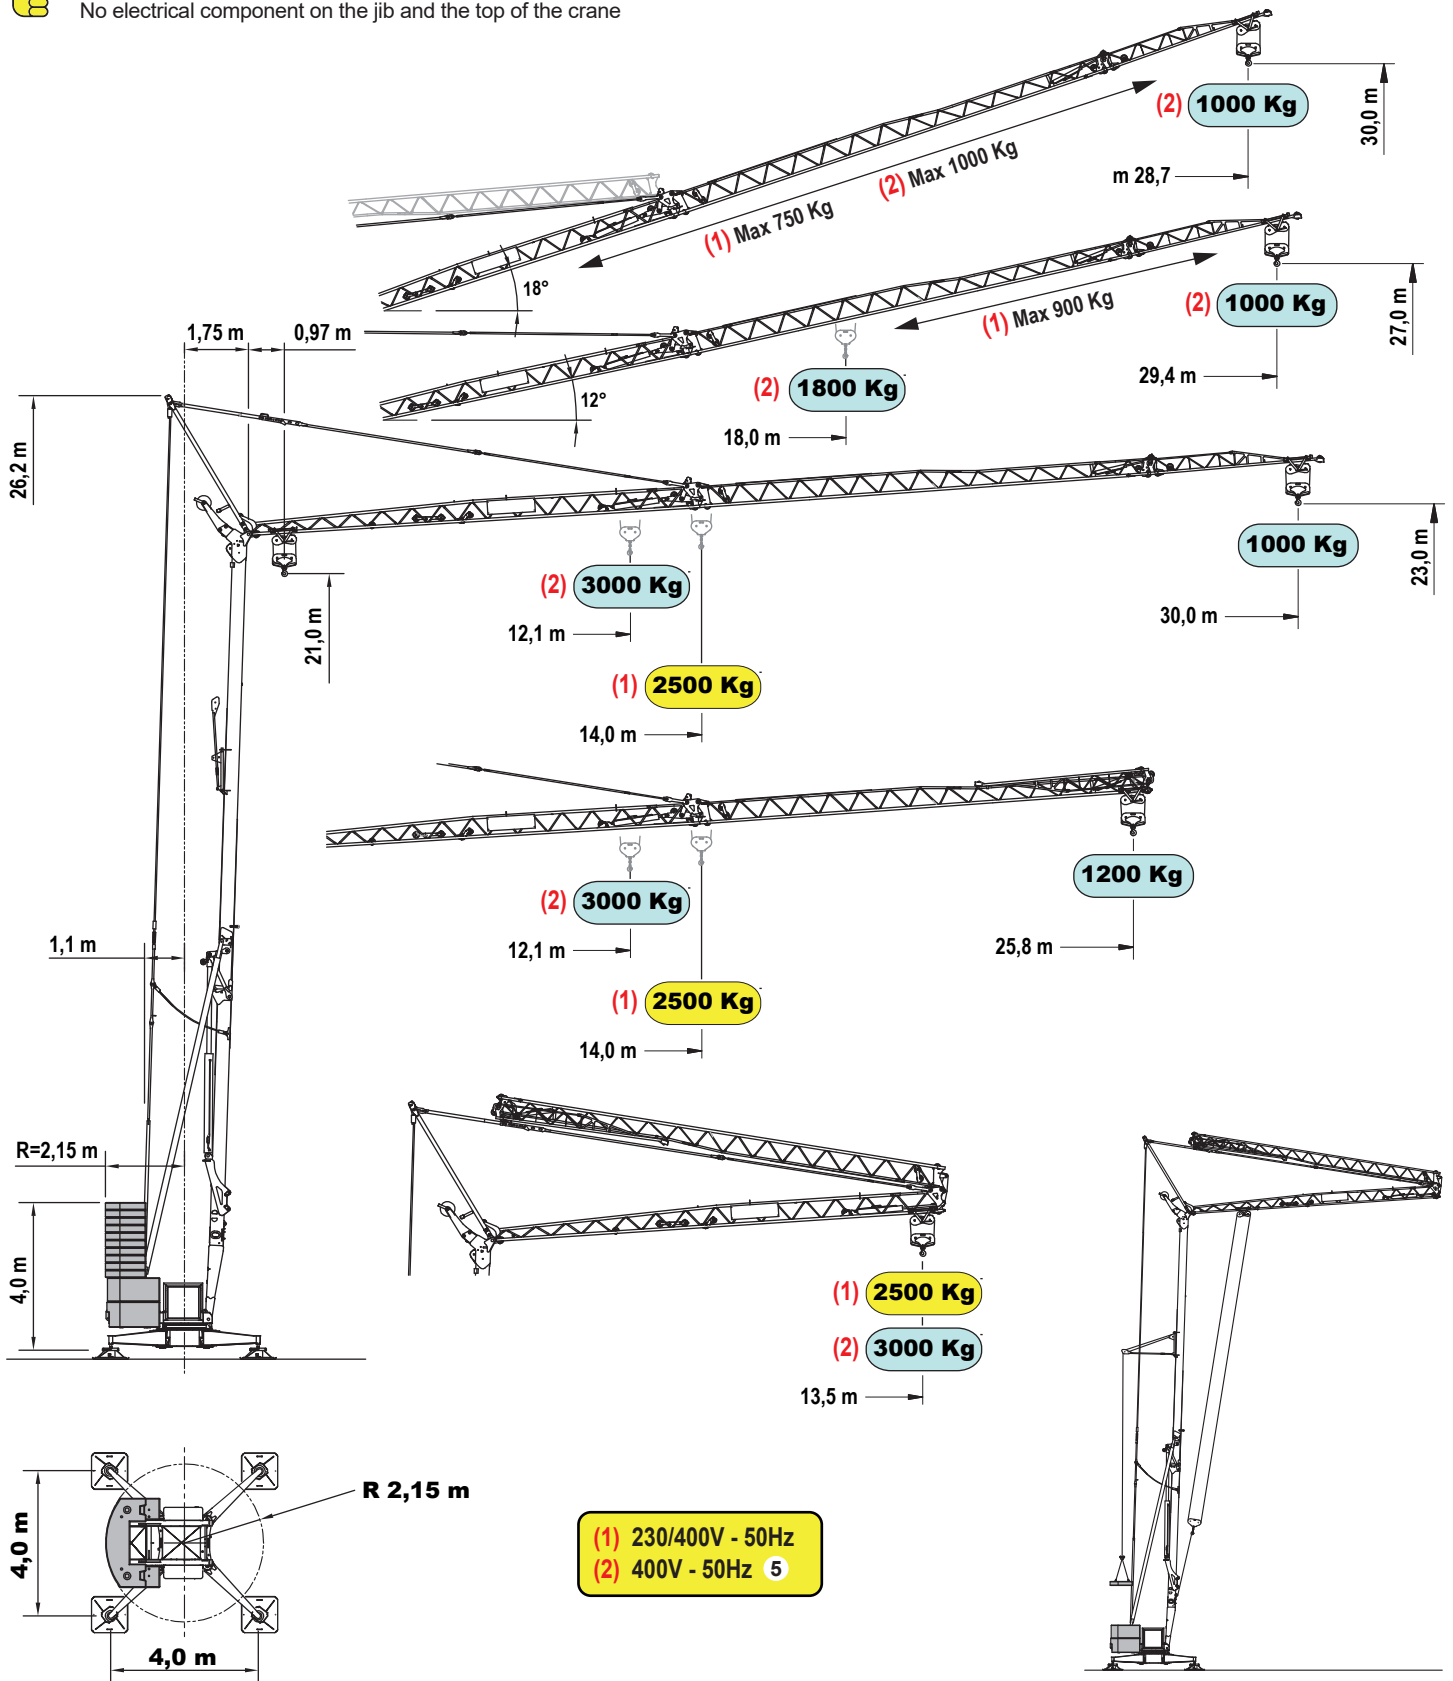 No electrical component on the jib and the top of the crane
(2) 1000 Kg
30,0 m
(2) Max 1000 Kg
m 28,7
(1) Max 750 Kg
18°
(2) 1000 Kg
27,0 m
(1) Max 900 Kg
1,75 m
0,97 m
29,4 m
(2) 1800 Kg
12°
18,0 m
26,2 m
1000 Kg
23,0 m
(2) 3000 Kg
21,0 m
30,0 m
12,1 m
(1) 2500 Kg
14,0 m
1200 Kg
(2) 3000 Kg
1,1 m
12,1 m
25,8 m
(1) 2500 Kg
14,0 m
R=2,15 m
4,0 m
(1) 2500 Kg
(2) 3000 Kg
13,5 m
R 2,15 m
4,0 m
4,0 m
(1) 230/400V - 50Hz
(2) 400V - 50Hz 5